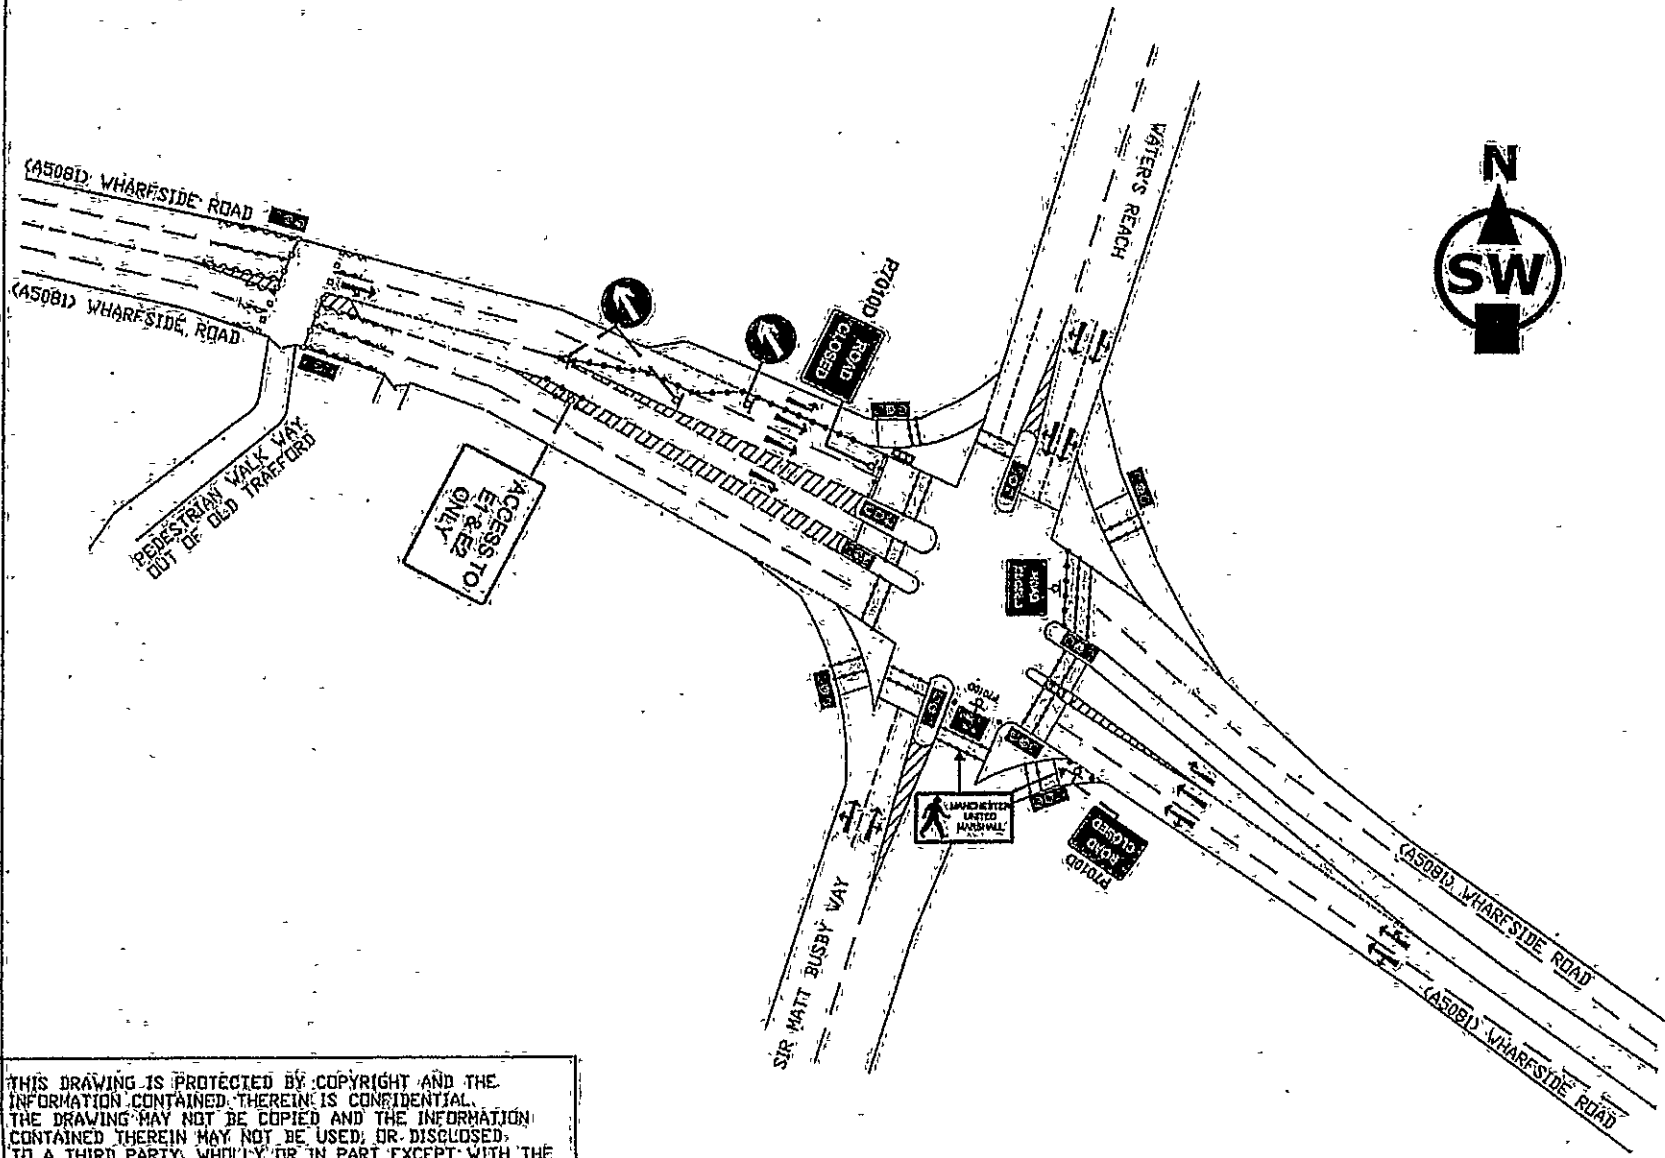 (A5081) WHARFSIDE ROAD
(A5081) WHARFSIDE ROAD
PEDESTRIAN WALK WAY
OUT OF OLD TRAFFORD
ACCESS TO
E1 & E2
ONLY
ROAD
CLOSED
P7010D
WATER'S REACH
N
SW
P7010D
MANCHESTER
UNITED
MARSHALL
ROAD
CLOSED
P7010D
SIR MATT BUSBY WAY
(A5081) WHARFSIDE ROAD
(A5081) WHARFSIDE ROAD
THIS DRAWING IS PROTECTED BY COPYRIGHT AND THE
INFORMATION CONTAINED THEREIN IS CONFIDENTIAL.
THE DRAWING MAY NOT BE COPIED AND THE INFORMATION
CONTAINED THEREIN MAY NOT BE USED, OR DISCLOSED,
TO A THIRD PARTY, WHOLLY OR IN PART EXCEPT WITH THE